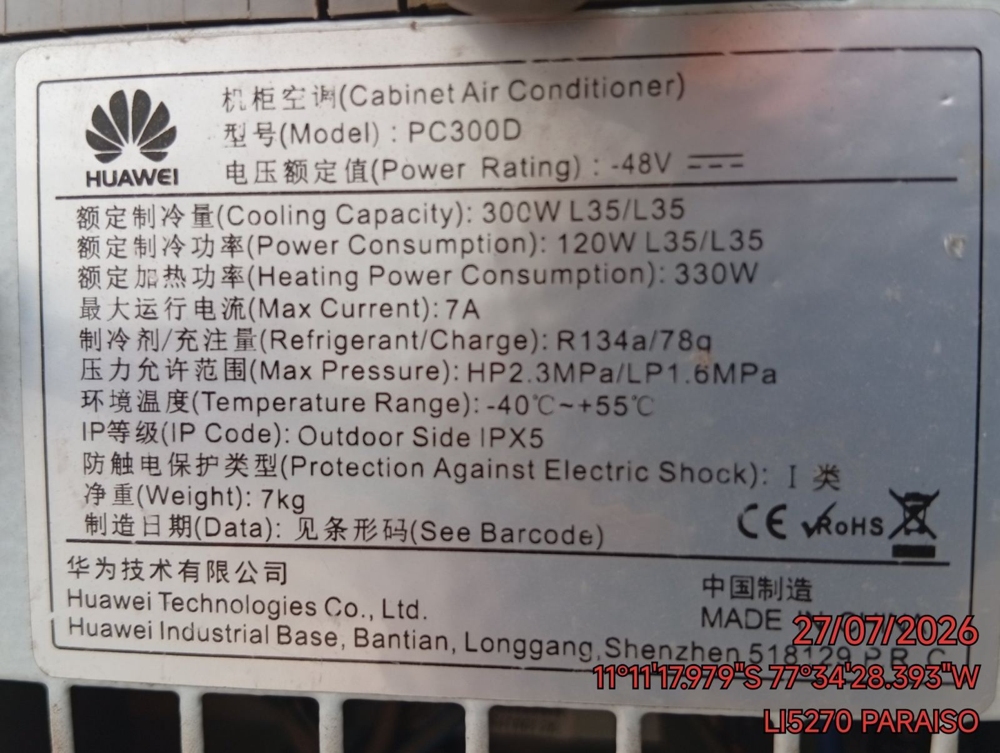 HUAWEI
机柜空调(Cabinet Air Conditioner)
型号(Model) : PC300D
电压额定值(Power Rating) : -48V
额定制冷量(Cooling Capacity): 300W L35/L35
额定制冷功率(Power Consumption): 120W L35/L35
额定加热功率(Heating Power Consumption): 330W
最大运行电流(Max Current): 7A
制冷剂/充注量(Refrigerant/Charge): R134a/78g
压力允许范围(Max Pressure): HP2.3MPa/LP1.6MPa
环境温度(Temperature Range): -40℃~+55℃
IP等级(IP Code): Outdoor Side IPX5
防触电保护类型(Protection Against Electric Shock): I 类
净重(Weight): 7kg
制造日期(Data): 见条形码(See Barcode)
CE RoHS
华为技术有限公司
Huawei Technologies Co., Ltd.
Huawei Industrial Base, Bantian, Longgang, Shenzhen 518129 P R C
中国制造
MADE IN CHINA
27/07/2026
11°11'17.979"S 77°34'28.393"W
LI5270 PARAISO